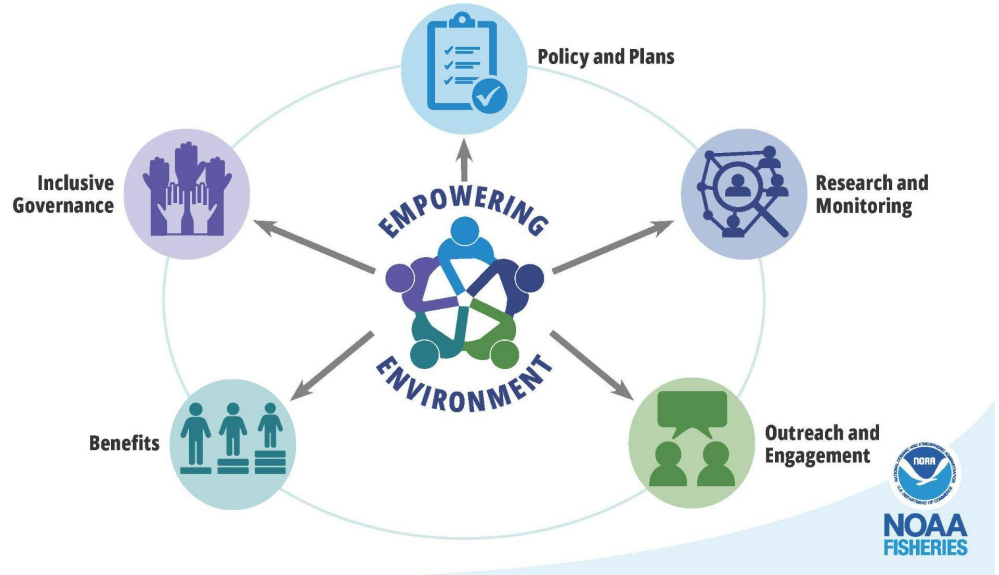 Policy and Plans
Inclusive
Governance
Research and
Monitoring
EMPOWERING
ENVIRONMENT
Benefits
Outreach and
Engagement
NOAA
NOAA
FISHERIES